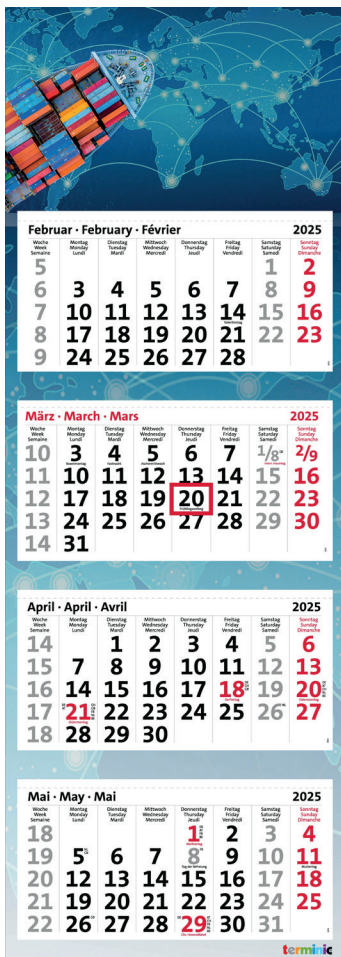 Februar · February · Février 2025
Woche Montag Dienstag Mittwoch Donnerstag Freitag Samstag Sonntag
Week Monday Tuesday Wednesday Thursday Friday Saturday Sunday
Semaine Lundi Mardi Mercredi Jeudi Vendredi Samedi Dimanche
5 1 2
6 3 4 5 6 7 8 9
7 10 11 12 13 14 15 16
8 17 18 19 20 21 22 23
9 24 25 26 27 28
März · March · Mars 2025
Woche Montag Dienstag Mittwoch Donnerstag Freitag Samstag Sonntag
Week Monday Tuesday Wednesday Thursday Friday Saturday Sunday
Semaine Lundi Mardi Mercredi Jeudi Vendredi Samedi Dimanche
10 3 4 5 6 7 1/8 2/9
11 10 11 12 13 14 15 16
12 17 18 19 20 21 22 23
Frühlingsanfang
13 24 25 26 27 28 29 30
14 31
April · April · Avril 2025
Woche Montag Dienstag Mittwoch Donnerstag Freitag Samstag Sonntag
Week Monday Tuesday Wednesday Thursday Friday Saturday Sunday
Semaine Lundi Mardi Mercredi Jeudi Vendredi Samedi Dimanche
14 1 2 3 4 5 6
15 7 8 9 10 11 12 13
16 14 15 16 17 18 19 20
Karfreitag Ostersonntag
17 21 22 23 24 25 26 27
Ostermontag
18 28 29 30
Mai · May · Mai 2025
Woche Montag Dienstag Mittwoch Donnerstag Freitag Samstag Sonntag
Week Monday Tuesday Wednesday Thursday Friday Saturday Sunday
Semaine Lundi Mardi Mercredi Jeudi Vendredi Samedi Dimanche
18 1 2 3 4
19 5 6 7 8 9 10 11
Tag der Befreiung Muttertag
20 12 13 14 15 16 17 18
21 19 20 21 22 23 24 25
22 26 27 28 29 30 31
Chr. Himmelfahrt
terminic